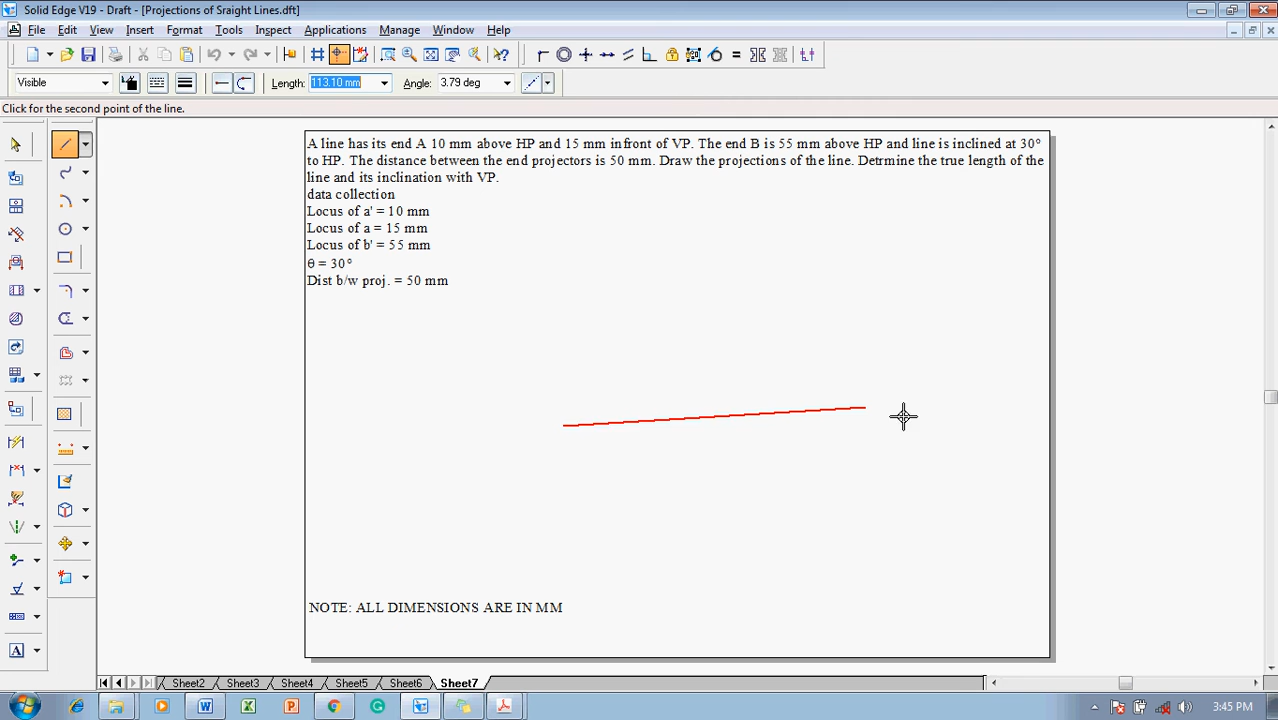 Solid Edge V19 - Draft - [Projections of Sraight Lines.dft]
File Edit View Insert Format Tools Inspect Applications Manage Window Help
Visible Length: 113.10 mm Angle: 3.79 deg
Click for the second point of the line.
A line has its end A 10 mm above HP and 15 mm infront of VP. The end B is 55 mm above HP and line is inclined at 30°
to HP. The distance between the end projectors is 50 mm. Draw the projections of the line. Detrmine the true length of the
line and its inclination with VP.
data collection
Locus of a' = 10 mm
Locus of a = 15 mm
Locus of b' = 55 mm
θ = 30°
Dist b/w proj. = 50 mm
NOTE: ALL DIMENSIONS ARE IN MM
Sheet2 Sheet3 Sheet4 Sheet5 Sheet6 Sheet7
3:45 PM